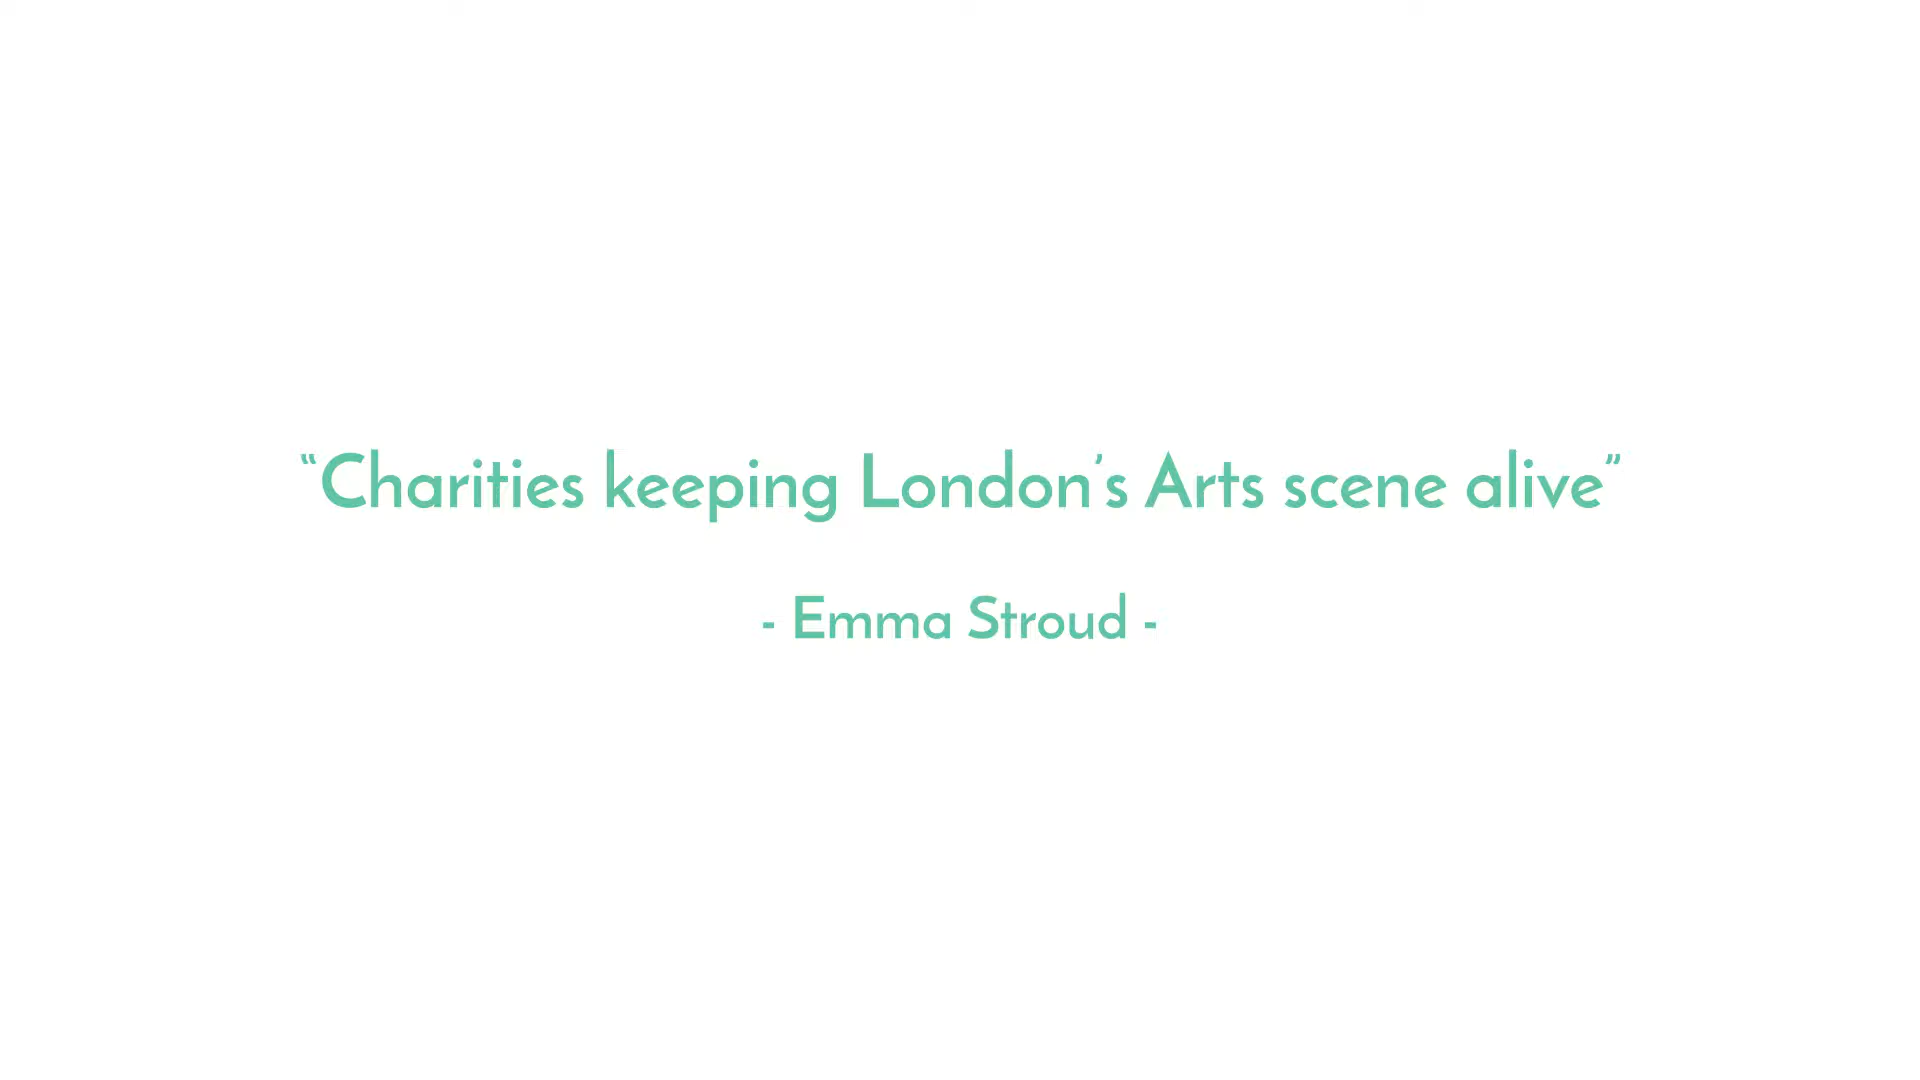 “Charities keeping London’s Arts scene alive”
- Emma Stroud -